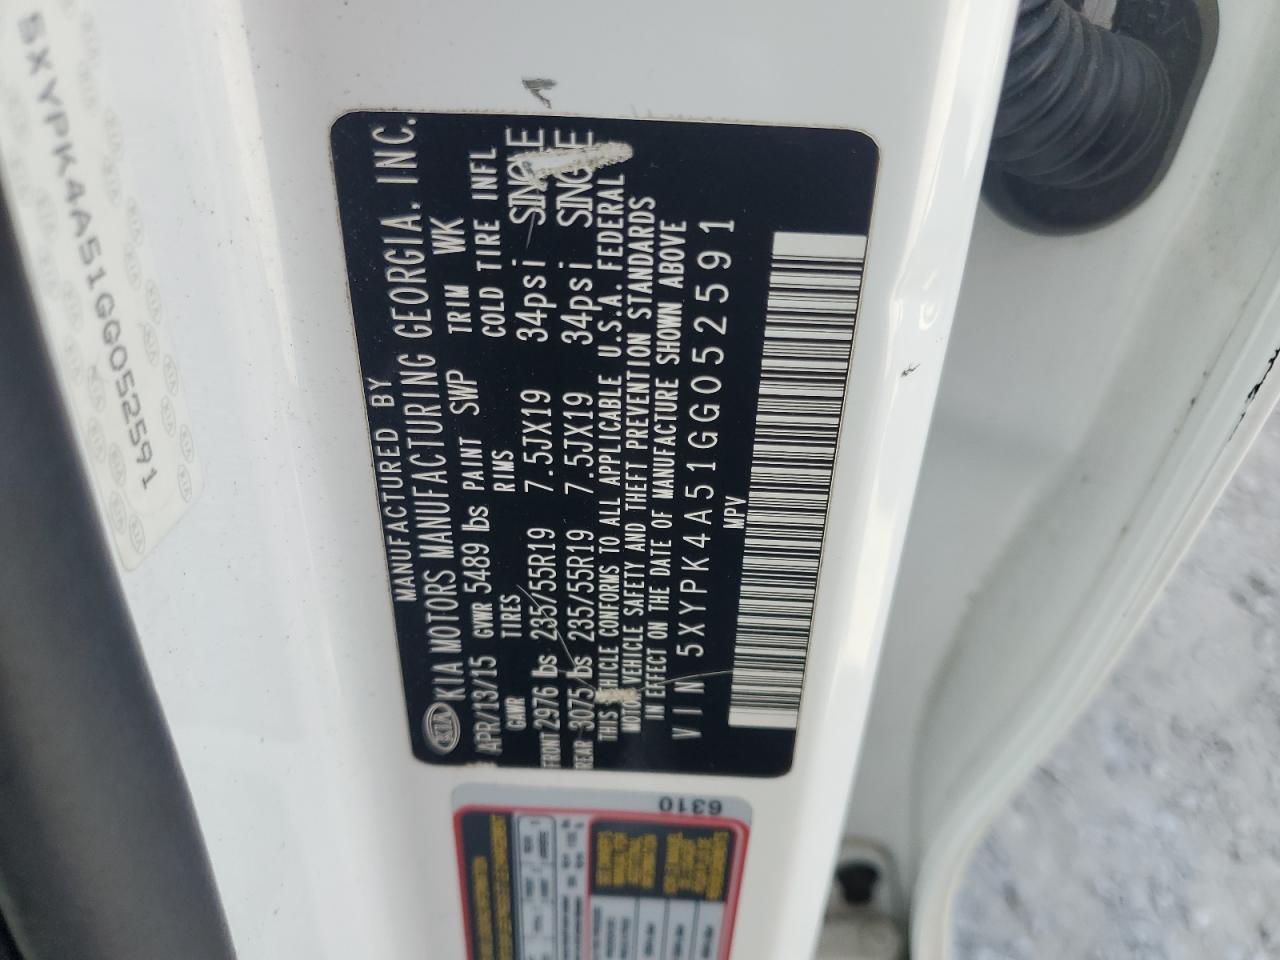 5XYPK4A51GG052591
MANUFACTURED BY
KIA MOTORS MANUFACTURING GEORGIA. INC.
KIA
APR/13/15 GVWR 5489 lbs PAINT SWP TRIM WK
GAWR TIRES RIMS COLD TIRE INFL
FRONT 2976 lbs 235/55R19 7.5JX19 34psi SINGLE
REAR 3075 lbs 235/55R19 7.5JX19 34psi SINGLE
THIS VEHICLE CONFORMS TO ALL APPLICABLE U.S.A. FEDERAL
MOTOR VEHICLE SAFETY AND THEFT PREVENTION STANDARDS
IN EFFECT ON THE DATE OF MANUFACTURE SHOWN ABOVE
VIN 5XYPK4A51GG052591
MPV
6310